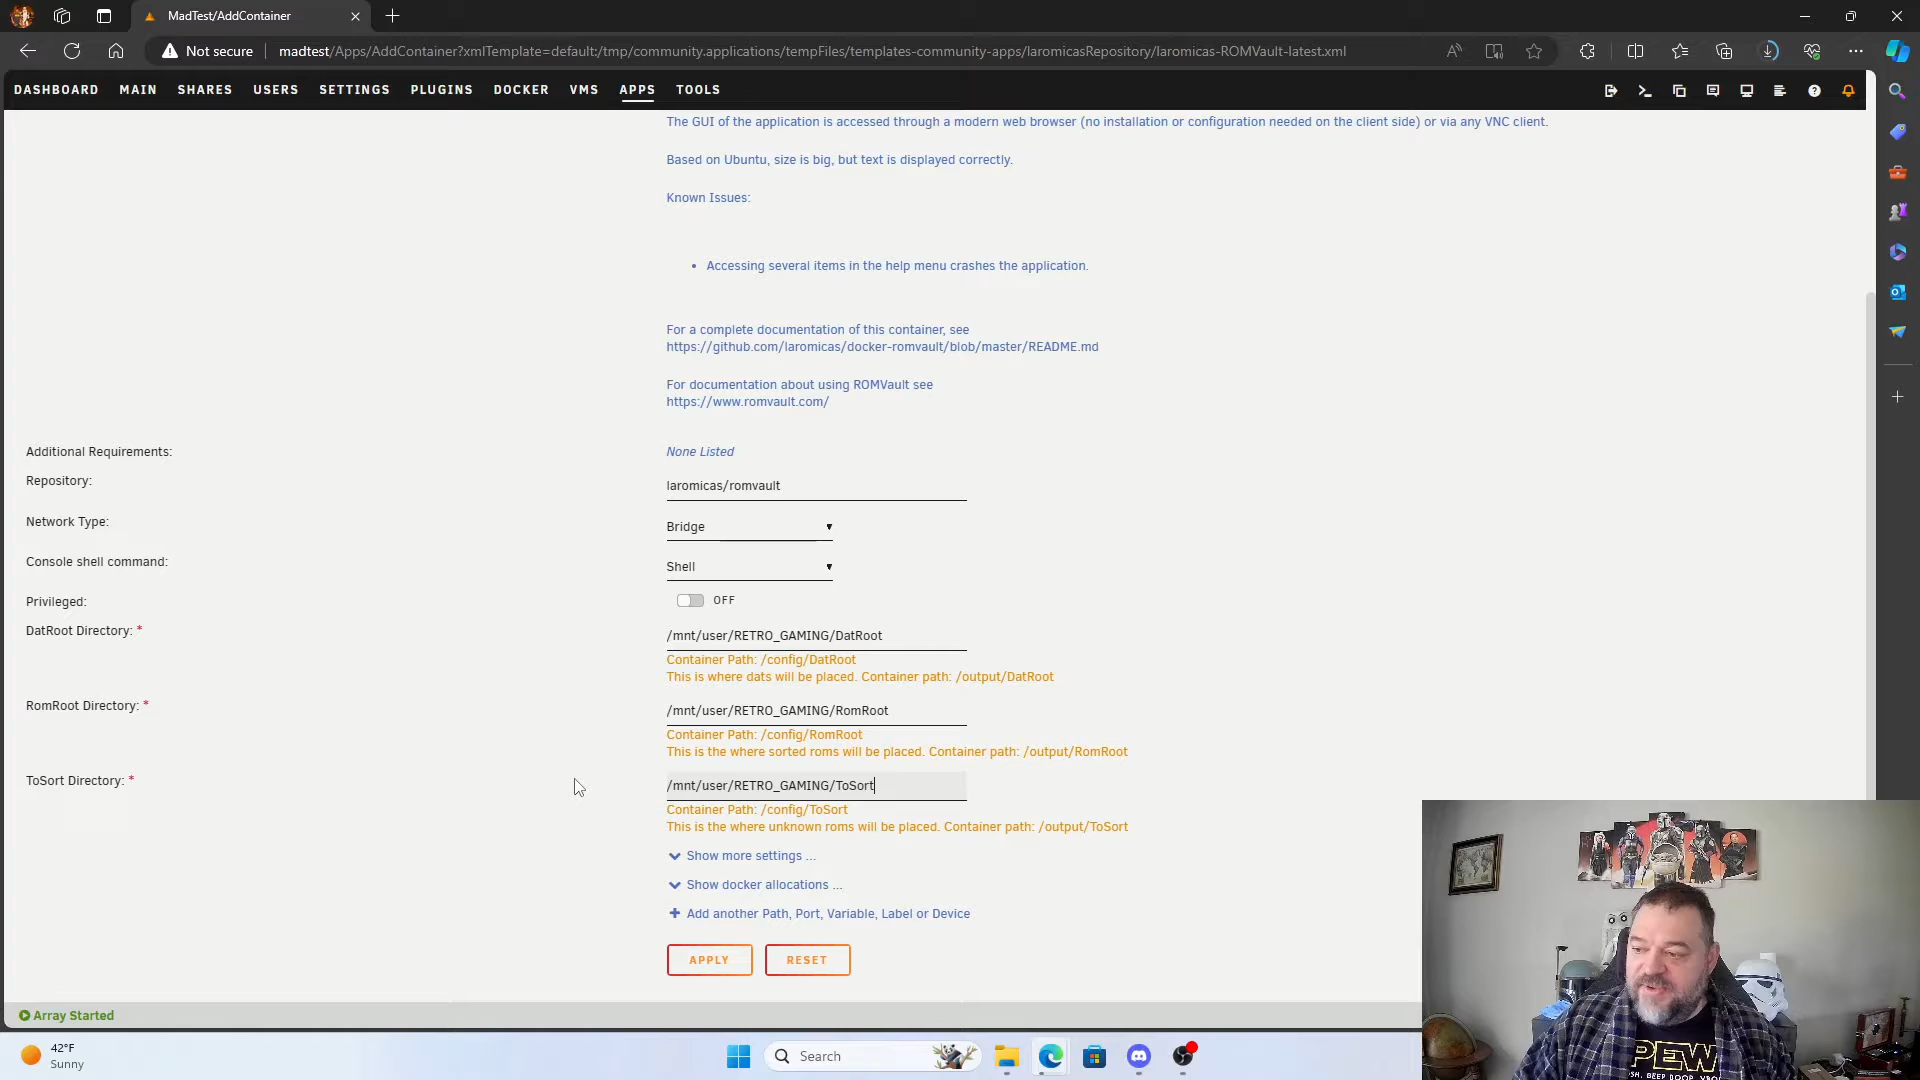 MadTest/AddContainer
Not secure
madtest/Apps/AddContainer?xmlTemplate=default:/tmp/community.applications/tempFiles/templates-community-apps/laromicasRepository/laromicas-ROMVault-latest.xml
DASHBOARD MAIN SHARES USERS SETTINGS PLUGINS DOCKER VMS APPS TOOLS
The GUI of the application is accessed through a modern web browser (no installation or configuration needed on the client side) or via any VNC client.
Based on Ubuntu, size is big, but text is displayed correctly.
Known Issues:
• Accessing several items in the help menu crashes the application.
For a complete documentation of this container, see
https://github.com/laromicas/docker-romvault/blob/master/README.md
For documentation about using ROMVault see
https://www.romvault.com/
Additional Requirements: None Listed
Repository: laromicas/romvault
Network Type: Bridge
Console shell command: Shell
Privileged: OFF
DatRoot Directory: * /mnt/user/RETRO_GAMING/DatRoot
Container Path: /config/DatRoot
This is where dats will be placed. Container path: /output/DatRoot
RomRoot Directory: * /mnt/user/RETRO_GAMING/RomRoot
Container Path: /config/RomRoot
This is the where sorted roms will be placed. Container path: /output/RomRoot
ToSort Directory: * /mnt/user/RETRO_GAMING/ToSort
Container Path: /config/ToSort
This is the where unknown roms will be placed. Container path: /output/ToSort
Show more settings ...
Show docker allocations ...
Add another Path, Port, Variable, Label or Device
APPLY RESET
Array Started
42°F
Sunny
Search
PEW